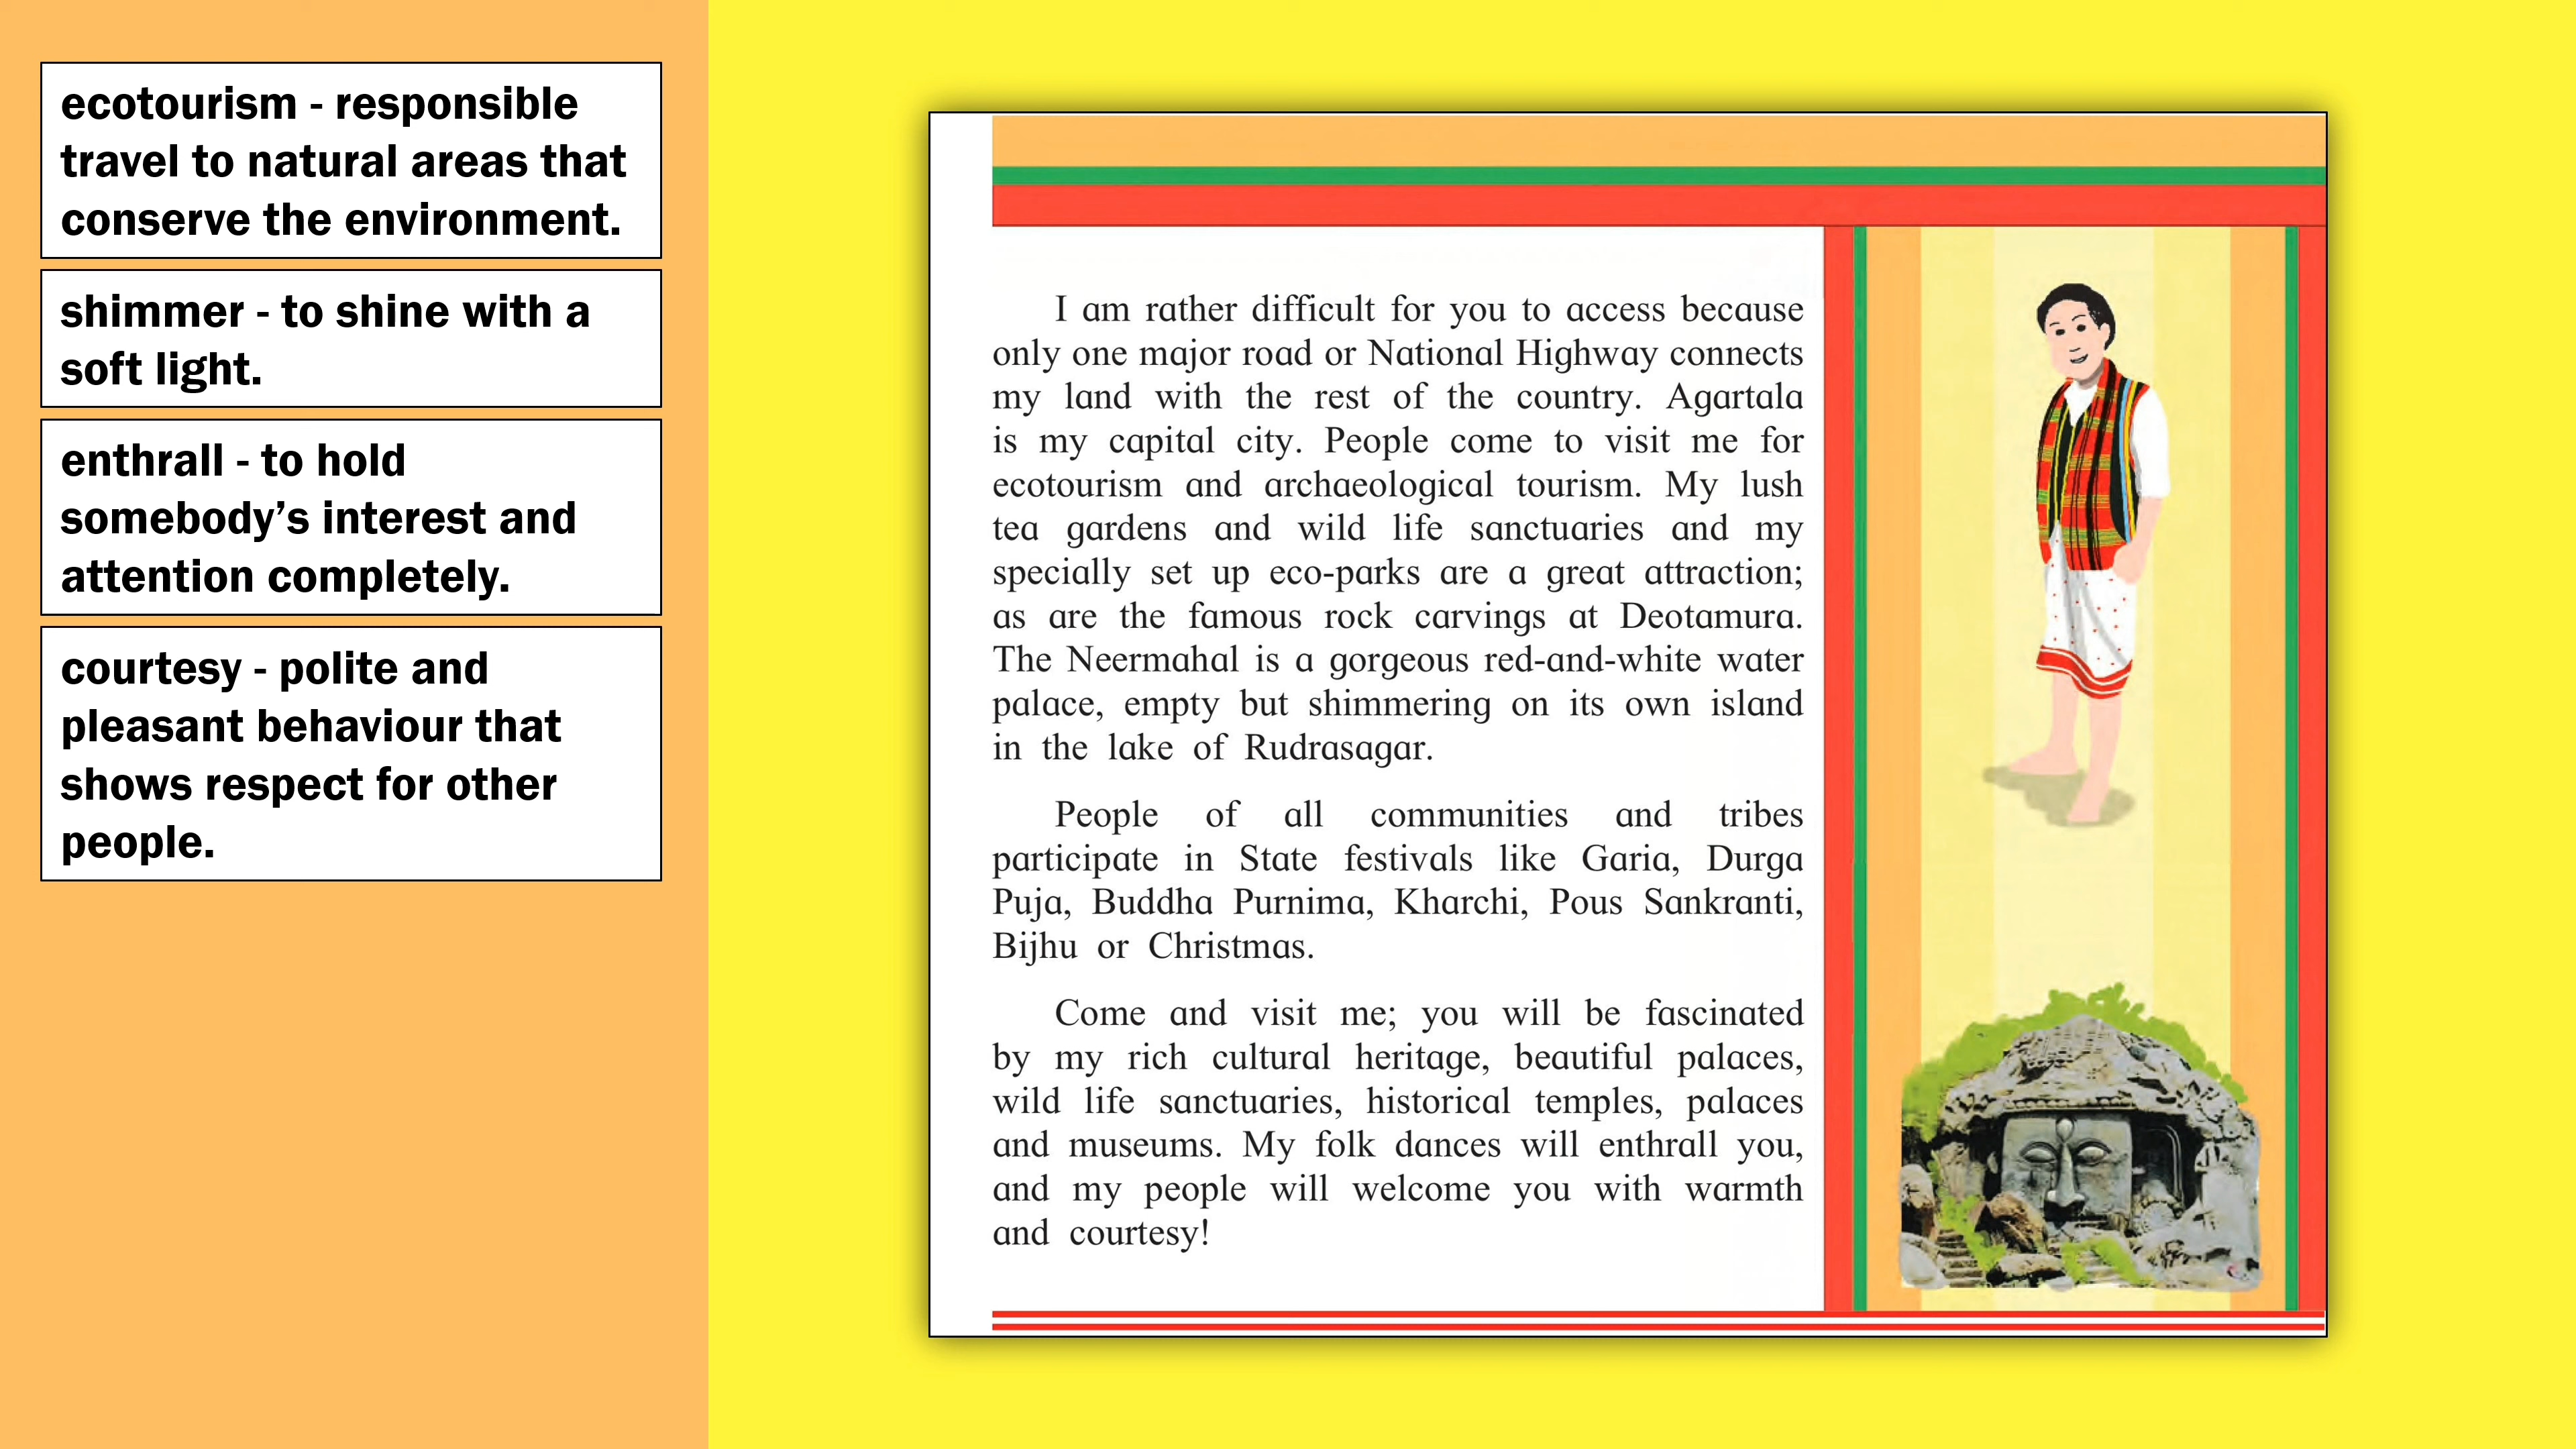 ecotourism - responsible
travel to natural areas that
conserve the environment.
shimmer - to shine with a
soft light.
enthrall - to hold
somebody’s interest and
attention completely.
courtesy - polite and
pleasant behaviour that
shows respect for other
people.
I am rather difficult for you to access because
only one major road or National Highway connects
my land with the rest of the country. Agartala
is my capital city. People come to visit me for
ecotourism and archaeological tourism. My lush
tea gardens and wild life sanctuaries and my
specially set up eco-parks are a great attraction;
as are the famous rock carvings at Deotamura.
The Neermahal is a gorgeous red-and-white water
palace, empty but shimmering on its own island
in the lake of Rudrasagar.
People of all communities and tribes
participate in State festivals like Garia, Durga
Puja, Buddha Purnima, Kharchi, Pous Sankranti,
Bijhu or Christmas.
Come and visit me; you will be fascinated
by my rich cultural heritage, beautiful palaces,
wild life sanctuaries, historical temples, palaces
and museums. My folk dances will enthrall you,
and my people will welcome you with warmth
and courtesy!